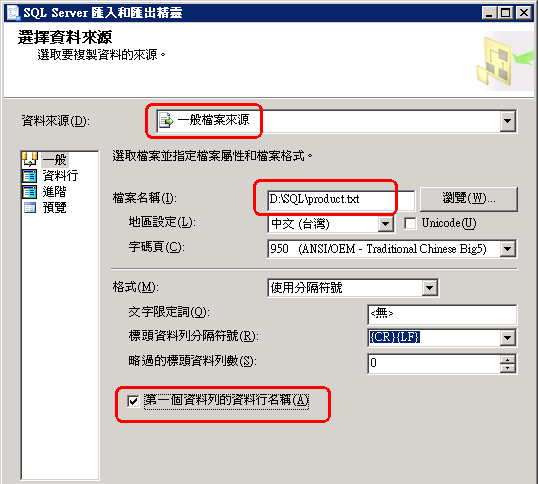 SQL Server 匯入和匯出精靈
選擇資料來源
選取要複製資料的來源。
資料來源(D):
一般檔案來源
一般
資料行
進階
預覽
選取檔案並指定檔案屬性和檔案格式。
檔案名稱(I):
D:\SQL\product.txt
瀏覽(W)...
地區設定(L):
中文 (台灣)
Unicode(U)
字碼頁(C):
950 (ANSI/OEM - Traditional Chinese Big5)
格式(M):
使用分隔符號
文字限定詞(Q):
<無>
標頭資料列分隔符號(R):
{CR}{LF}
略過的標頭資料列數(S):
0
第一個資料列的資料行名稱(A)